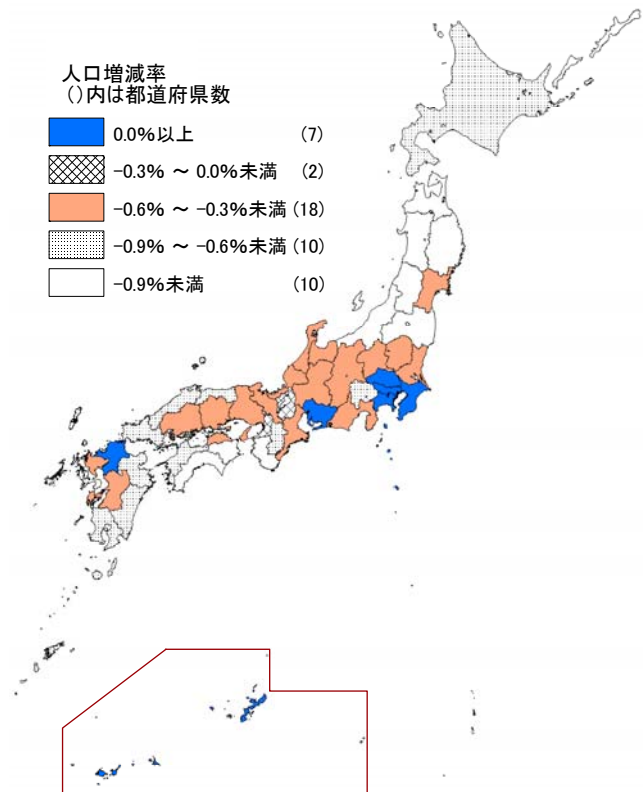 人口増減率
()内は都道府県数
0.0%以上 (7)
-0.3% ～ 0.0%未満 (2)
-0.6% ～ -0.3%未満 (18)
-0.9% ～ -0.6%未満 (10)
-0.9%未満 (10)